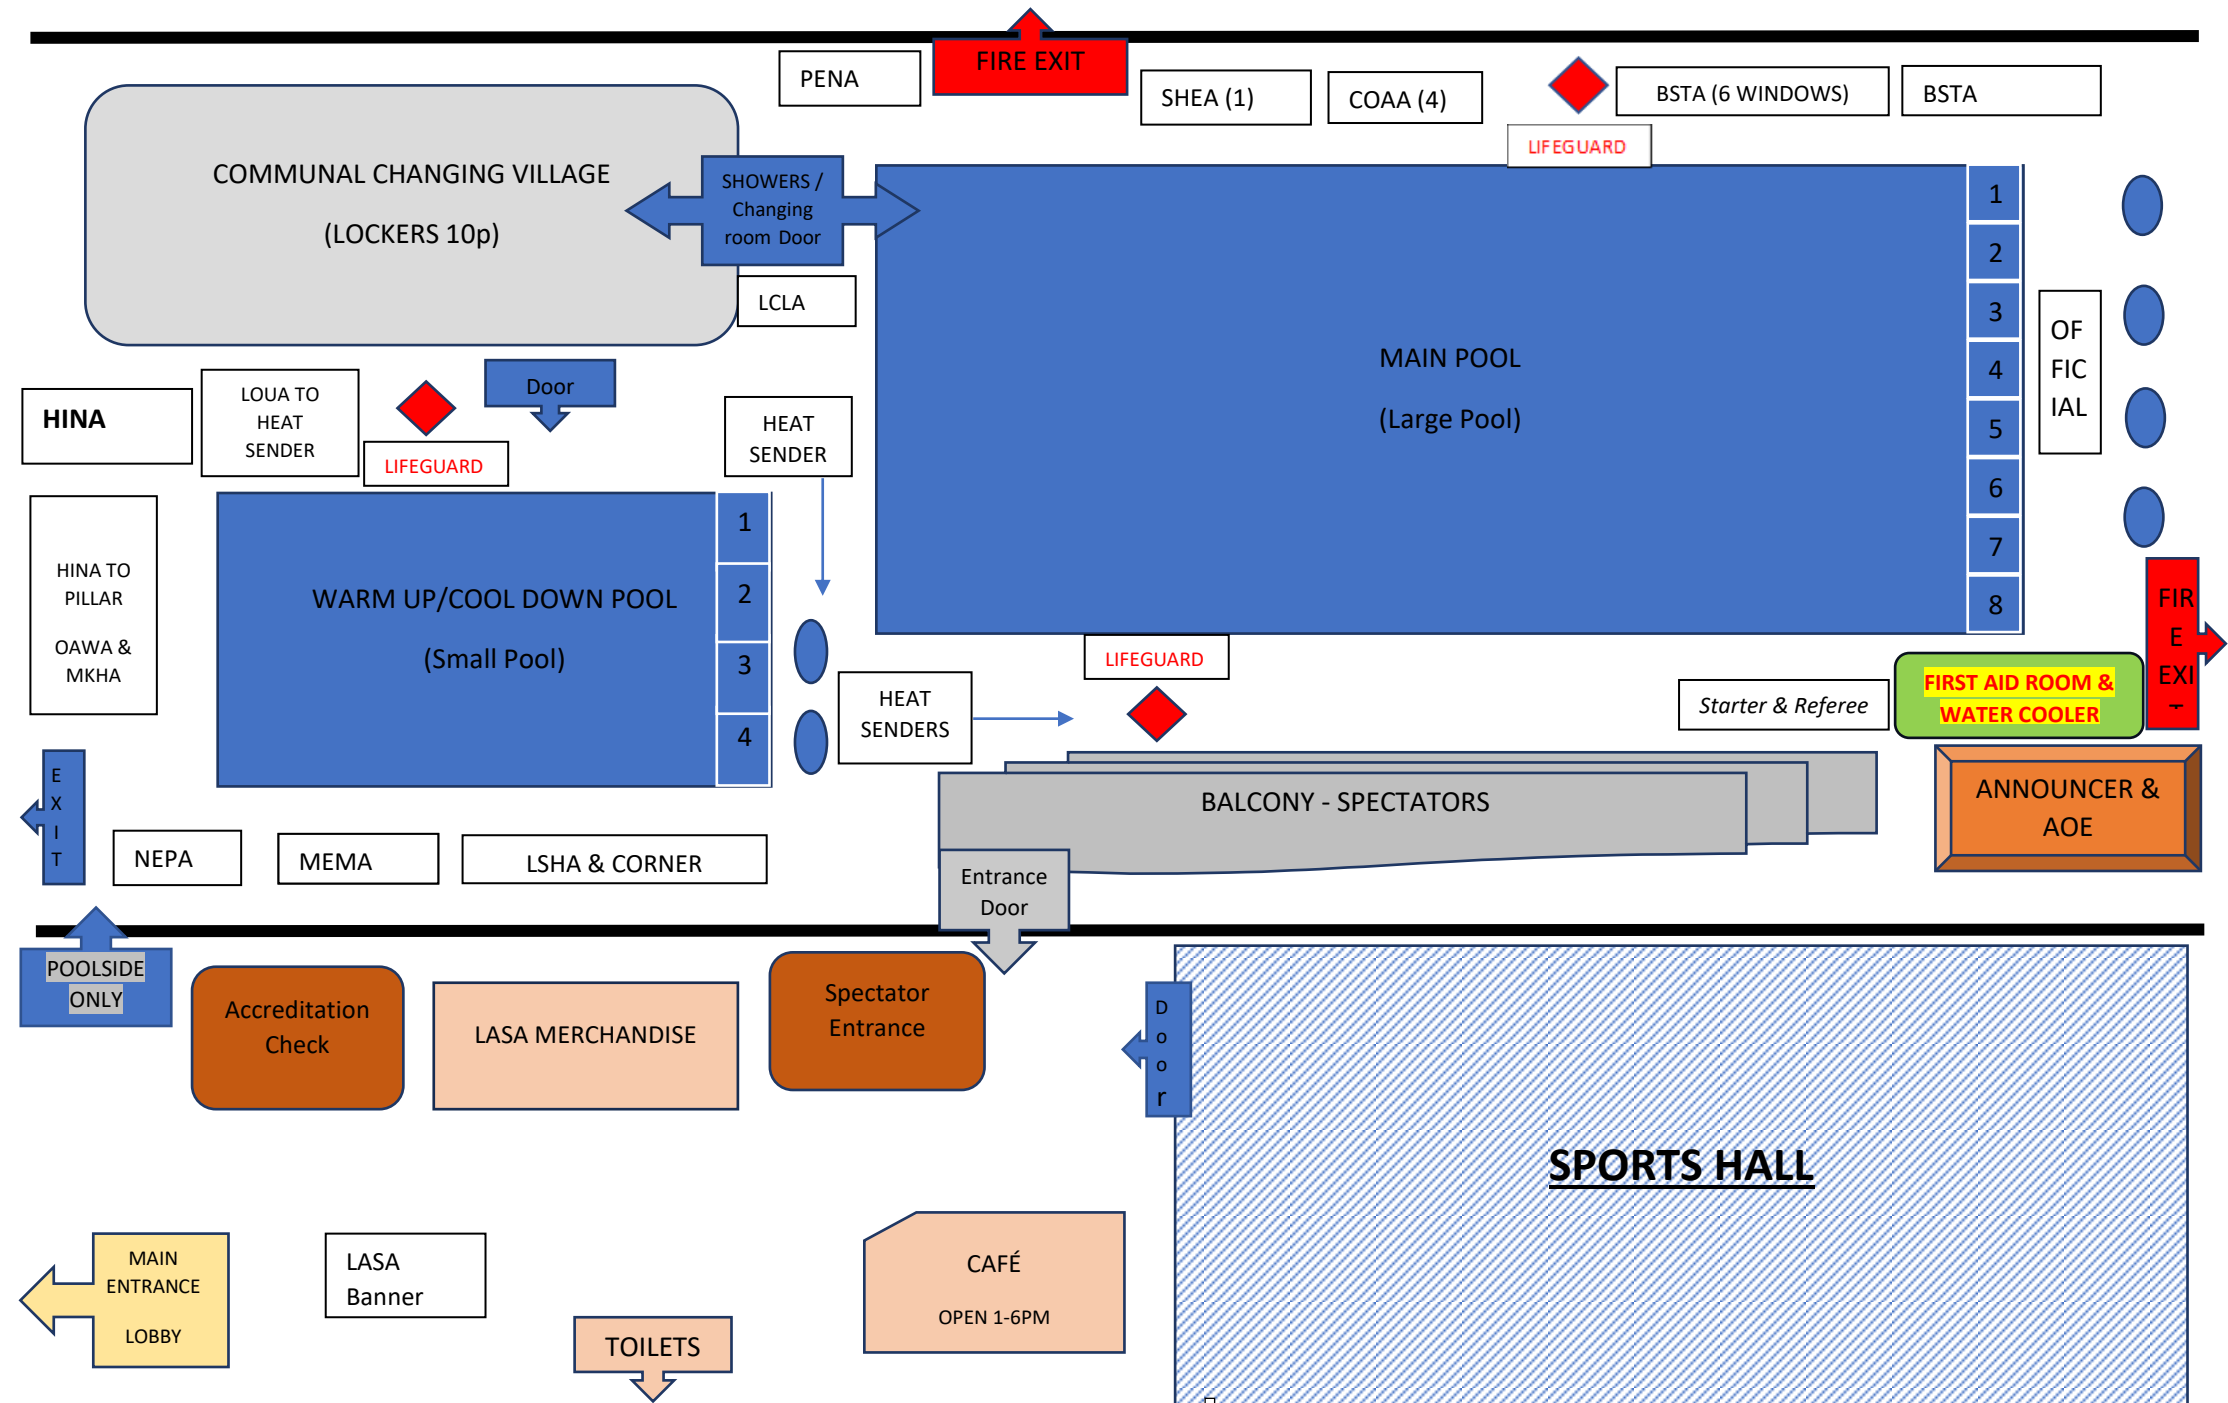 FIRE EXIT
PENA
SHEA (1)
COAA (4)
BSTA (6 WINDOWS)
BSTA
LIFEGUARD
COMMUNAL CHANGING VILLAGE
(LOCKERS 10p)
SHOWERS /
Changing
room Door
LCLA
MAIN POOL
(Large Pool)
1
2
3
4
5
6
7
8
OF
FIC
IAL
HINA
LOUA TO
HEAT
SENDER
LIFEGUARD
Door
HEAT
SENDER
HINA TO
PILLAR
OAWA &
MKHA
WARM UP/COOL DOWN POOL
(Small Pool)
1
2
3
4
HEAT
SENDERS
LIFEGUARD
Starter & Referee
FIRST AID ROOM &
WATER COOLER
FIR
E
EXI
E
X
I
T
NEPA
MEMA
LSHA & CORNER
BALCONY - SPECTATORS
ANNOUNCER &
AOE
Entrance
Door
POOLSIDE
ONLY
Accreditation
Check
LASA MERCHANDISE
Spectator
Entrance
D
o
o
r
SPORTS HALL
MAIN
ENTRANCE
LOBBY
LASA
Banner
TOILETS
CAFÉ
OPEN 1-6PM